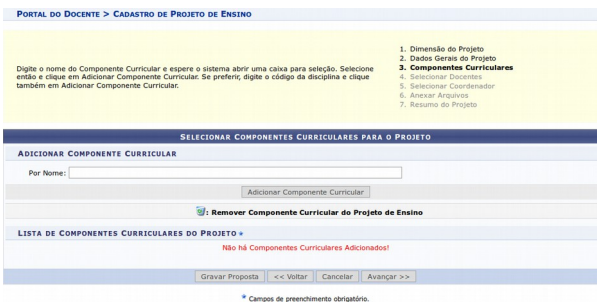 PORTAL DO DOCENTE > CADASTRO DE PROJETO DE ENSINO
Digite o nome do Componente Curricular e espere o sistema abrir uma caixa para seleção. Selecione
então e clique em Adicionar Componente Curricular. Se preferir, digite o código da disciplina e clique
também em Adicionar Componente Curricular.
1. Dimensão do Projeto
2. Dados Gerais do Projeto
3. Componentes Curriculares
4. Selecionar Docentes
5. Selecionar Coordenador
6. Anexar Arquivos
7. Resumo do Projeto
SELECIONAR COMPONENTES CURRICULARES PARA O PROJETO
ADICIONAR COMPONENTE CURRICULAR
Por Nome:
Adicionar Componente Curricular
: Remover Componente Curricular do Projeto de Ensino
LISTA DE COMPONENTES CURRICULARES DO PROJETO *
Não há Componentes Curriculares Adicionados!
Gravar Proposta << Voltar Cancelar Avançar >>
* Campos de preenchimento obrigatório.